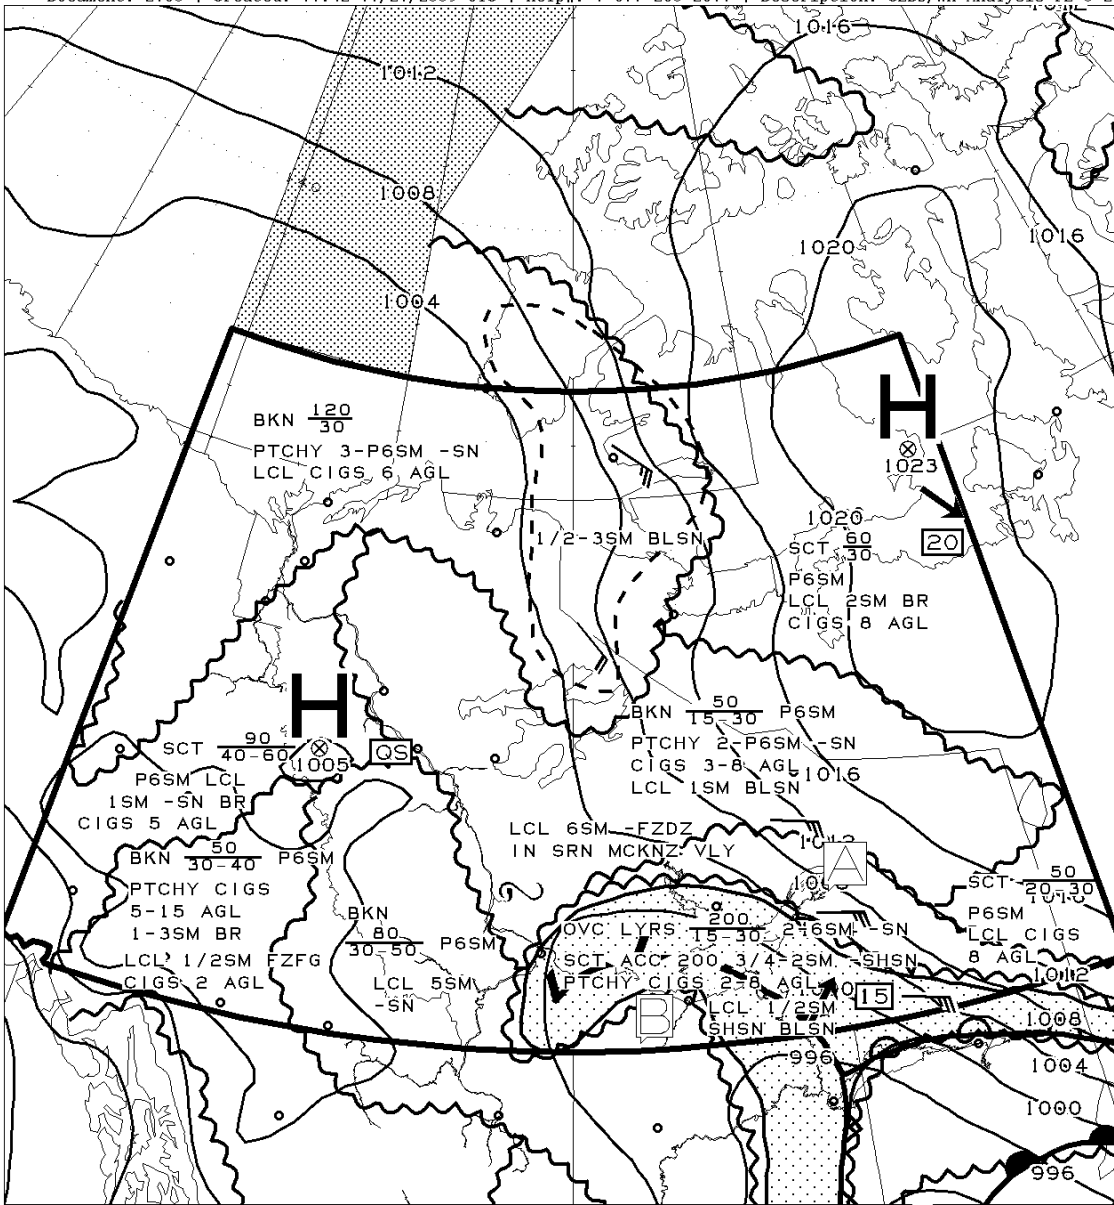 1016
1012
1016
1008
1020
1004
BKN 120/30
PTCHY 3-P6SM -SN
LCL CIGS 6 AGL
H
1023
1020
20
1/2-3SM BLSN
SCT 60/30
P6SM
LCL 2SM BR
CIGS 8 AGL
H
1005
QS
SCT 90/40-60
P6SM LCL
1SM -SN BR
CIGS 5 AGL
BKN 50/15-30 P6SM
PTCHY 2-P6SM -SN
CIGS 3-8 AGL
LCL 1SM BLSN
1016
LCL 6SM -FZDZ
IN SRN MCKNZ VLY
1012
A
BKN 50/30-40 P6SM
PTCHY CIGS
5-15 AGL
1-3SM BR
LCL 1/2SM FZFG
CIGS 2 AGL
BKN
80/30-50 P6SM
LCL 5SM
-SN
OVC LYRS 200/15-30 2-6SM -SN
SCT ACC 200 3/4-2SM -SHSN
PTCHY CIGS 2-8 AGL
LCL 1/2SM
SHSN BLSN
B
15
SCT 50/20-30
P6SM
LCL CIGS
8 AGL
1012
1008
996
1004
1000
996